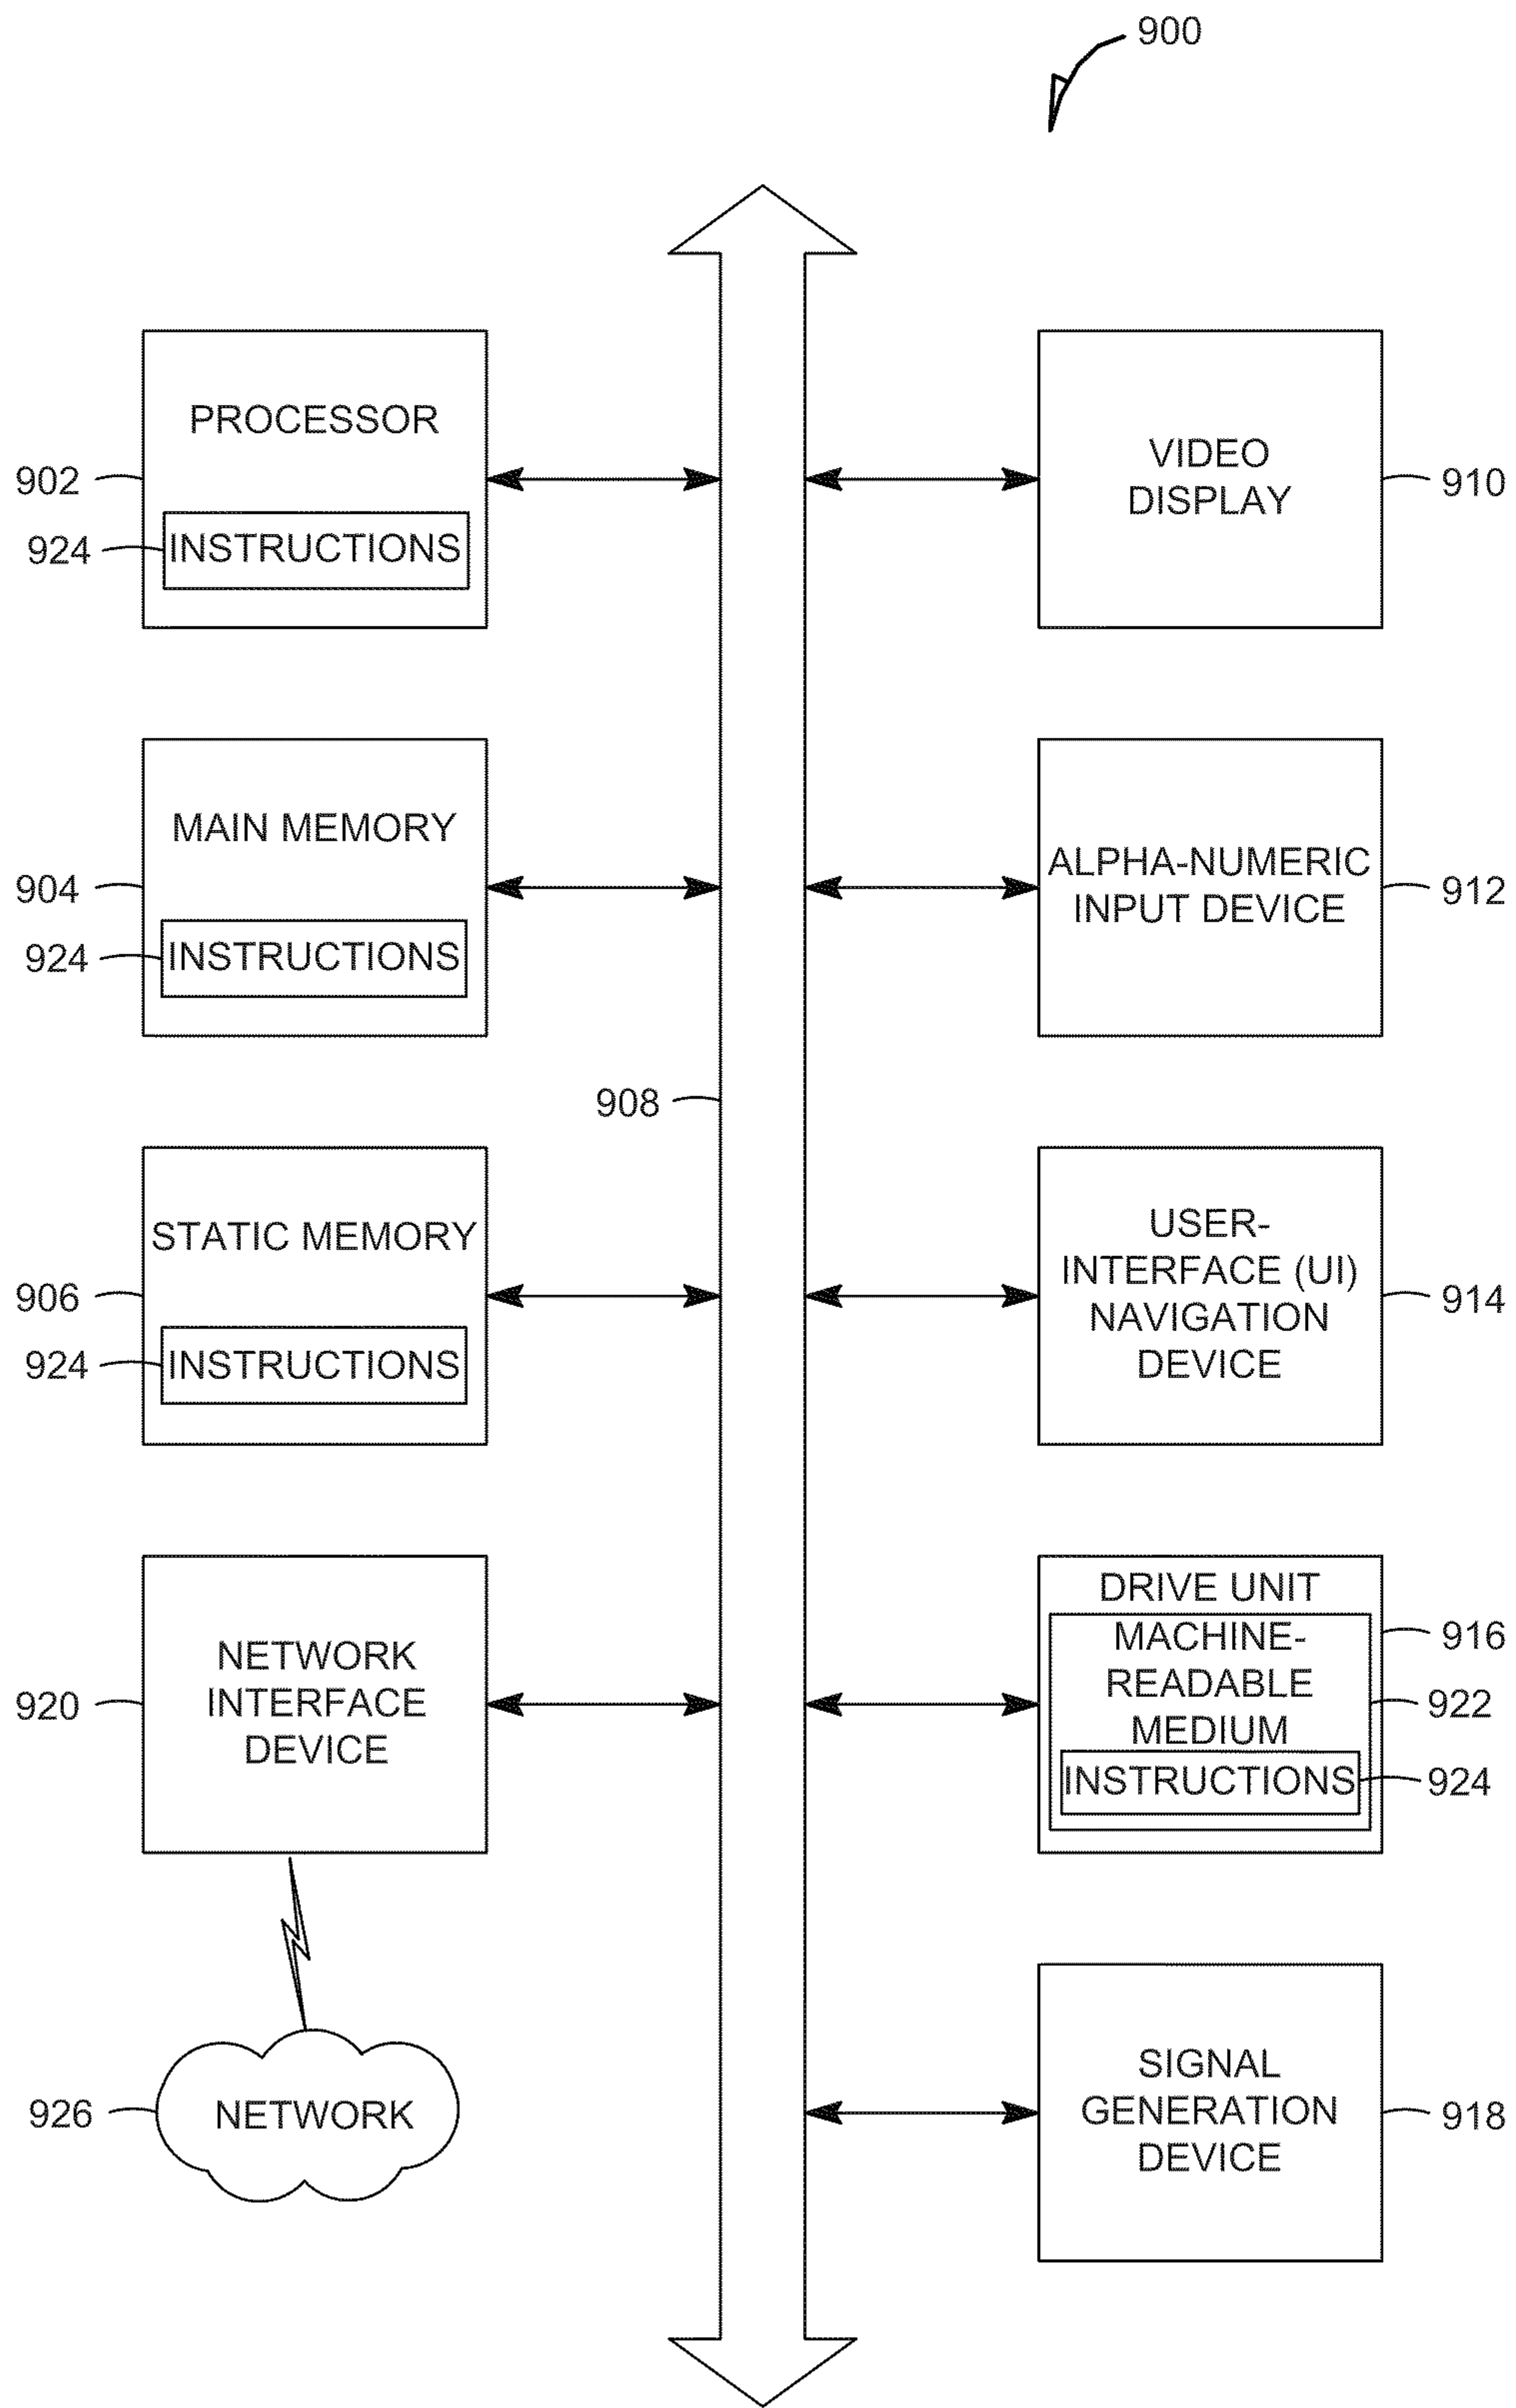 900
PROCESSOR
902
924
INSTRUCTIONS
VIDEO
DISPLAY
910
MAIN MEMORY
904
924
INSTRUCTIONS
ALPHA-NUMERIC
INPUT DEVICE
912
908
STATIC MEMORY
906
924
INSTRUCTIONS
USER-
INTERFACE (UI)
NAVIGATION
DEVICE
914
NETWORK
INTERFACE
DEVICE
920
DRIVE UNIT
916
MACHINE-
READABLE
MEDIUM
922
INSTRUCTIONS
924
926
NETWORK
SIGNAL
GENERATION
DEVICE
918